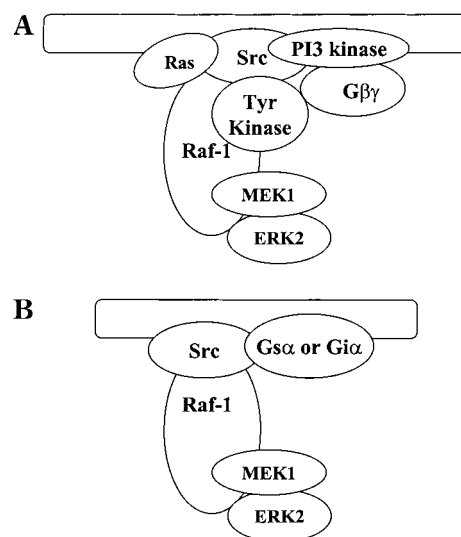 A
Ras
Src
PI3 kinase
Gβγ
Tyr
Kinase
Raf-1
MEK1
ERK2
B
Src
Gsα or Giα
Raf-1
MEK1
ERK2